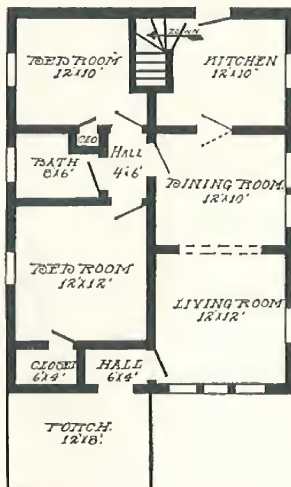 DOWN
BED ROOM
12'X10'
KITCHEN
12'X10'
CLO
HALL
4'X6'
BATH
8'X6'
DINING ROOM
12'X10'
BED ROOM
12'X12'
LIVING ROOM
12'X12'
CLOSET
6'X4'
HALL
6'X4'
PORCH
12'X8'